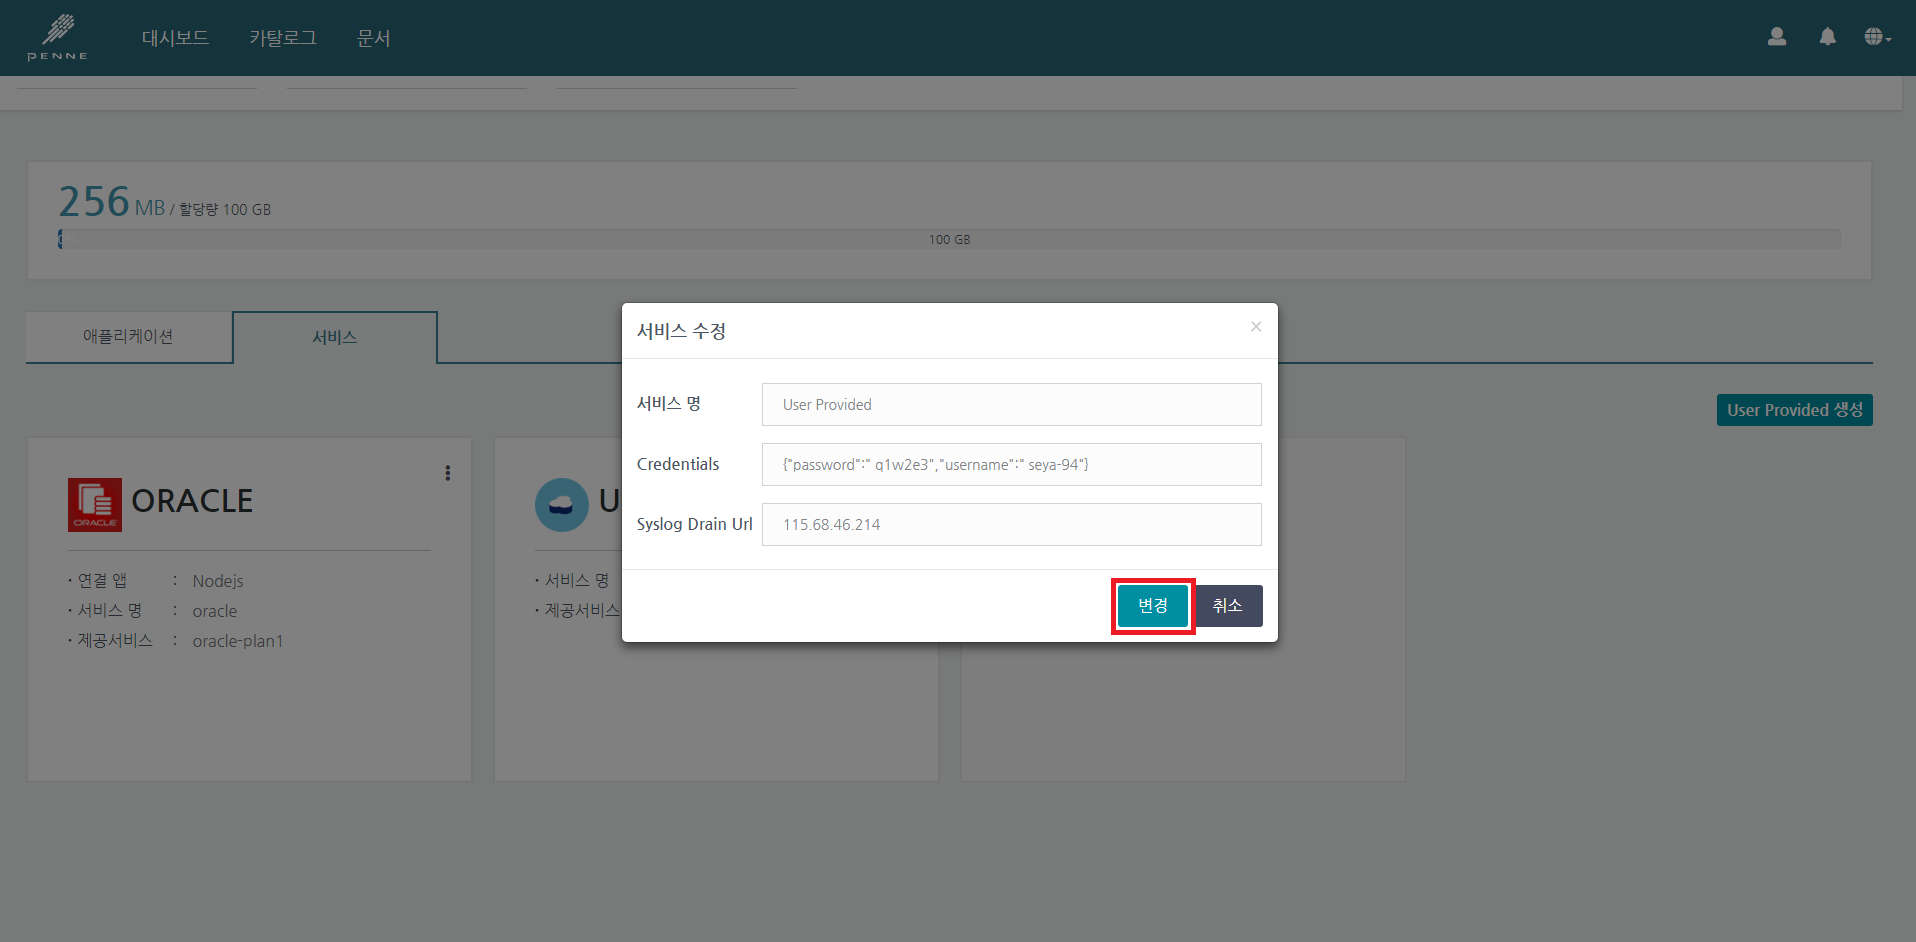 PENNE
대시보드 카탈로그 문서
256 MB / 할당량 100 GB
100 GB
애플리케이션 서비스
User Provided 생성
ORACLE
ORACLE
· 연결 앱 : Nodejs
· 서비스 명 : oracle
· 제공서비스 : oracle-plan1
U
· 서비스 명
· 제공서비스
서비스 수정 ×
서비스 명 User Provided
Credentials {"password":" q1w2e3","username":" seya-94"}
Syslog Drain Url 115.68.46.214
변경 취소